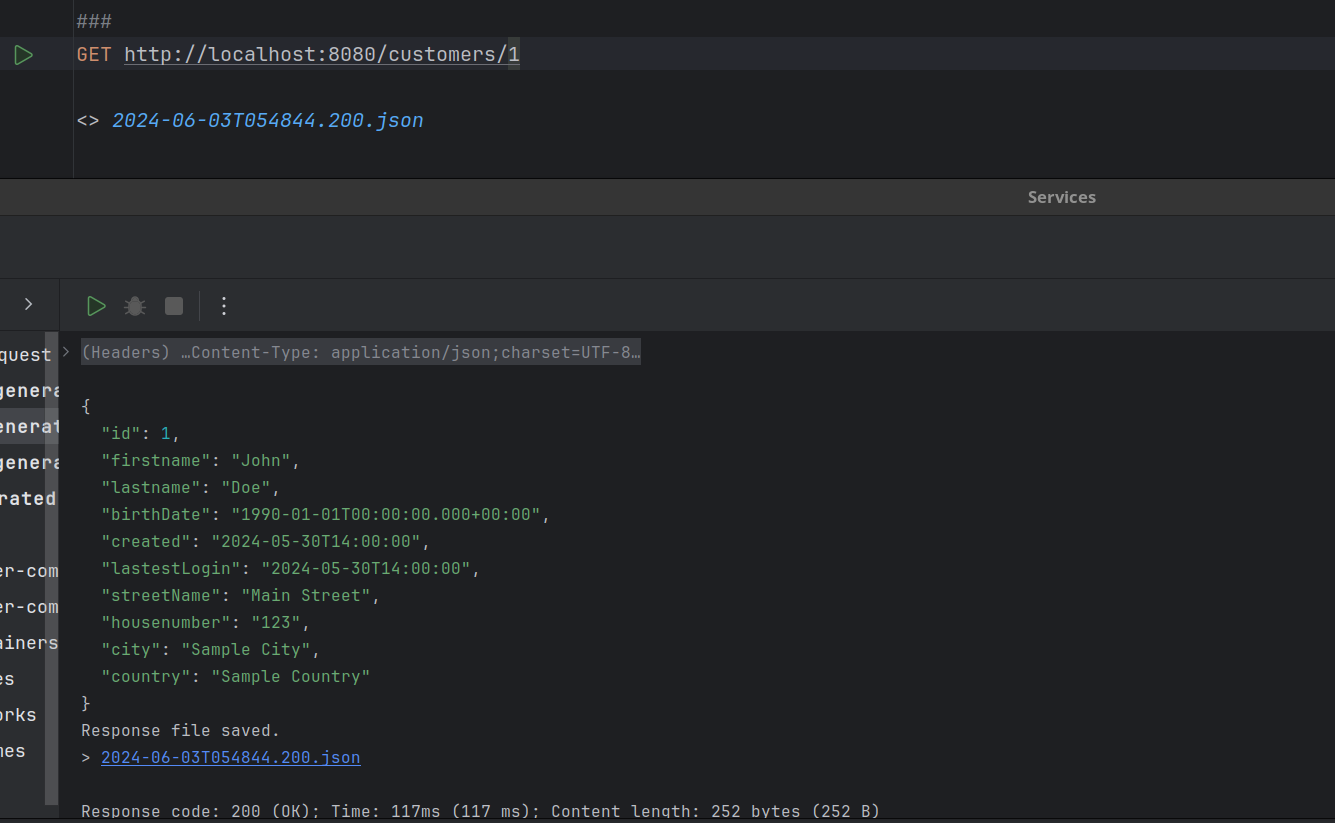 ###
GET http://localhost:8080/customers/1
<> 2024-06-03T054844.200.json
Services
(Headers) …Content-Type: application/json;charset=UTF-8…
quest
genera
enerat
genera
rated
er-com
er-com
ainers
es
orks
mes
{
"id": 1,
"firstname": "John",
"lastname": "Doe",
"birthDate": "1990-01-01T00:00:00.000+00:00",
"created": "2024-05-30T14:00:00",
"lastestLogin": "2024-05-30T14:00:00",
"streetName": "Main Street",
"housenumber": "123",
"city": "Sample City",
"country": "Sample Country"
}
Response file saved.
> 2024-06-03T054844.200.json
Response code: 200 (OK); Time: 117ms (117 ms); Content length: 252 bytes (252 B)